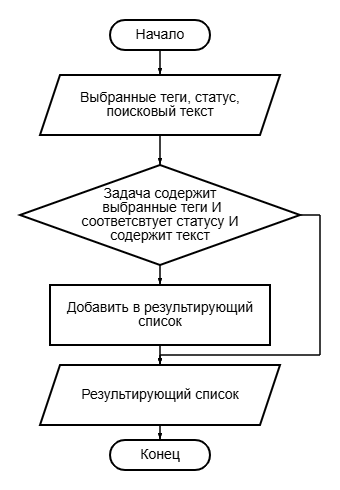 Начало
Выбранные теги, статус,
поисковый текст
Задача содержит
выбранные теги И
соответсвтует статусу И
содержит текст
Добавить в результирующий
список
Результирующий список
Конец